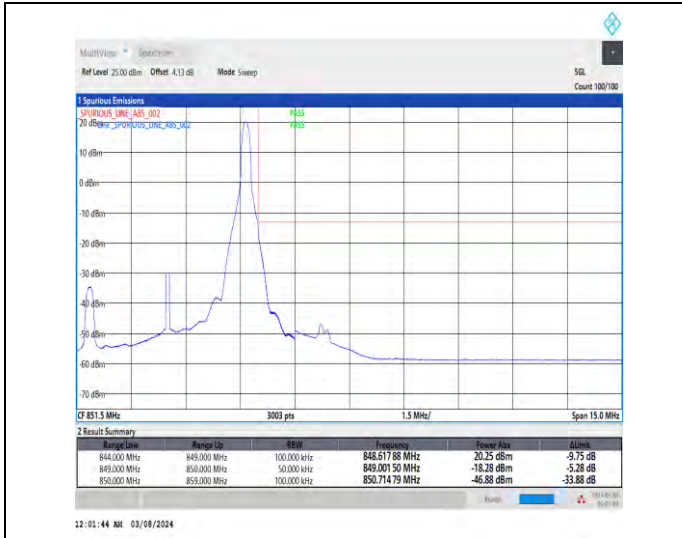 MultiView Spectrum
Ref Level 25.00 dBm Offset 4.13 dB Mode Sweep SGL
Count 100/100
1 Spurious Emissions
SPURIOUS_LINE_ABS_002 PASS
20 dBm Line _SPURIOUS_LINE_ABS_002 PASS
10 dBm
0 dBm
-10 dBm
-20 dBm
-30 dBm
-40 dBm
-50 dBm
-60 dBm
-70 dBm
CF 851.5 MHz 3003 pts 1.5 MHz/ Span 15.0 MHz
2 Result Summary
Range Low Range Up RBW Frequency Power Abs ΔLimit
844.000 MHz 849.000 MHz 100.000 kHz 848.617 88 MHz 20.25 dBm -9.75 dB
849.000 MHz 850.000 MHz 50.000 kHz 849.001 50 MHz -18.28 dBm -5.28 dB
850.000 MHz 859.000 MHz 100.000 kHz 850.714 79 MHz -46.88 dBm -33.88 dB
Ready
12:01:44 AM 03/08/2024